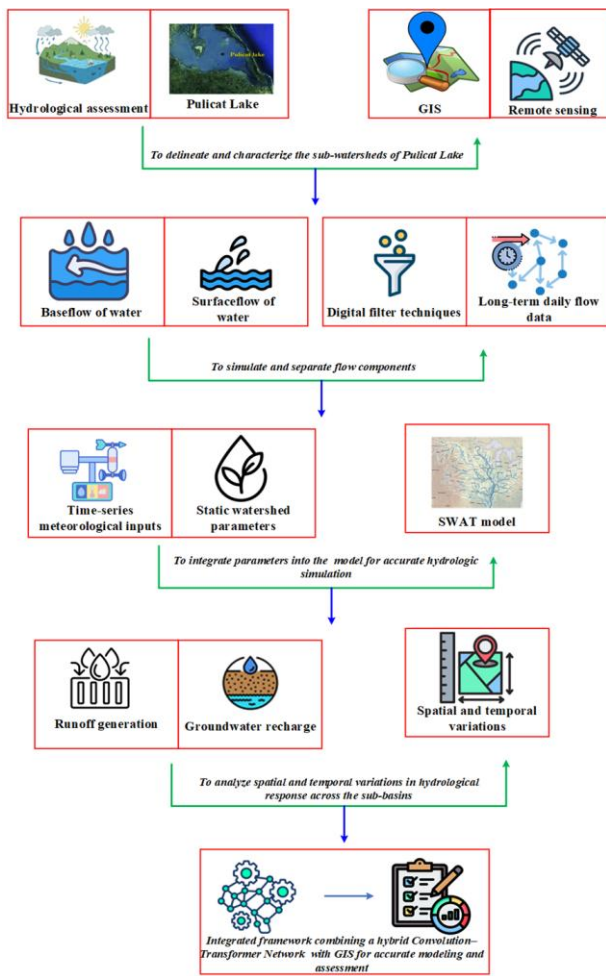 Pulicat lake
Hydrological assessment
Pulicat Lake
GIS
Remote sensing
To delineate and characterize the sub-watersheds of Pulicat Lake
Baseflow of water
Surfaceflow of
water
Digital filter techniques
Long-term daily flow
data
To simulate and separate flow components
Time-series
meteorological inputs
Static watershed
parameters
SWAT model
To integrate parameters into the model for accurate hydrologic
simulation
Runoff generation
Groundwater recharge
Spatial and temporal
variations
To analyze spatial and temporal variations in hydrological
response across the sub-basins
Integrated framework combining a hybrid Convolution–
Transformer Network with GIS for accurate modeling and
assessment